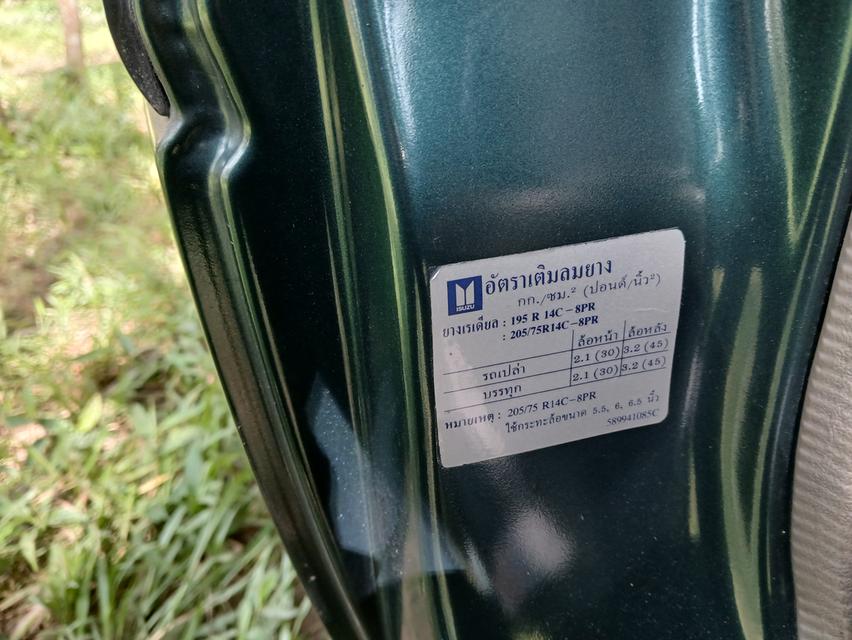 ISUZU
อัตราเติมลมยาง
กก./ซม.² (ปอนด์/นิ้ว²)
ยางเรเดียล : 195 R 14C-8PR
: 205/75R14C-8PR
ล้อหน้า ล้อหลัง
รถเปล่า 2.1 (30) 3.2 (45)
บรรทุก 2.1 (30) 3.2 (45)
หมายเหตุ : 205/75 R14C-8PR
ใช้กระทะล้อขนาด 5.5, 6, 6.5 นิ้ว
589941085C